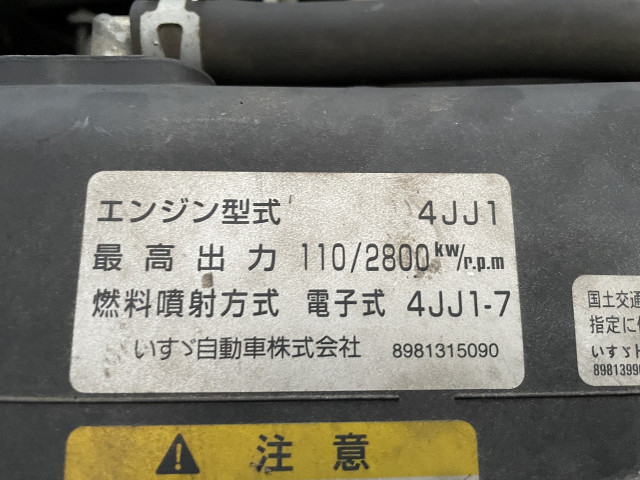 エンジン型式 4JJ1
最高出力 110/2800kw/r.p.m
燃料噴射方式 電子式 4JJ1-7
いすゞ自動車株式会社 8981315090
国土交通
指定に
いすゞ
8981399
注意